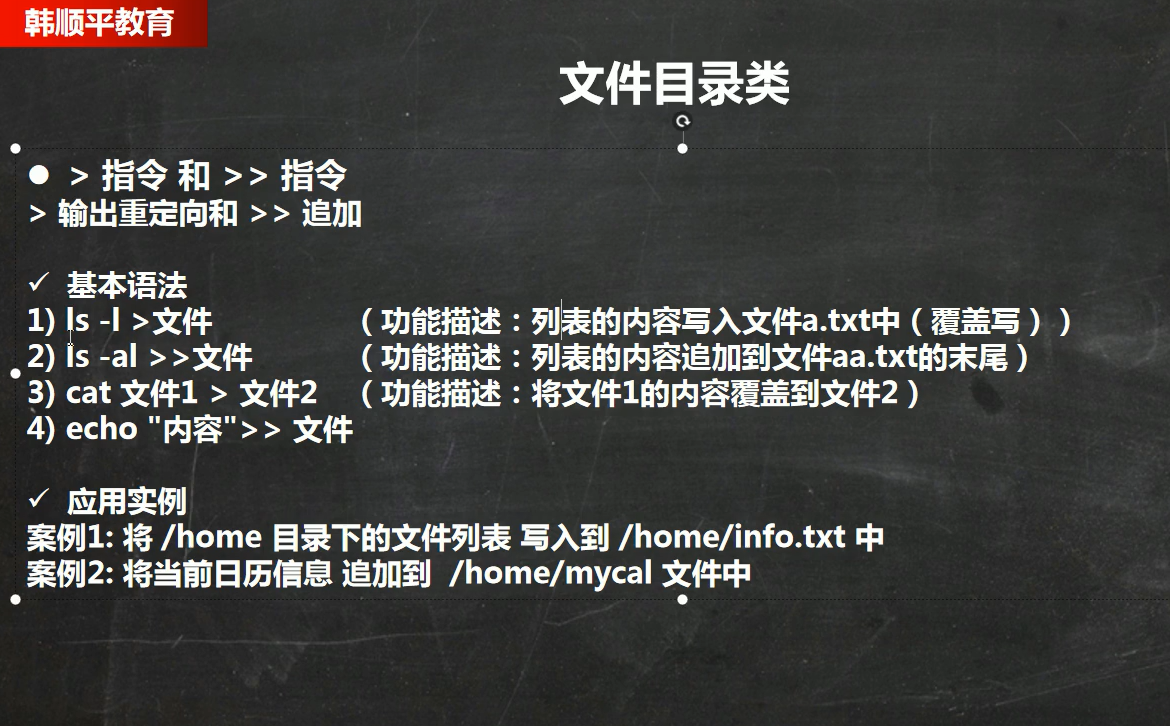 韩顺平教育
文件目录类
● > 指令 和 >> 指令
> 输出重定向和 >> 追加
✓ 基本语法
1) ls -l >文件 （功能描述：列表的内容写入文件a.txt中（覆盖写））
2) ls -al >>文件 （功能描述：列表的内容追加到文件aa.txt的末尾）
3) cat 文件1 > 文件2 （功能描述：将文件1的内容覆盖到文件2）
4) echo "内容">> 文件
✓ 应用实例
案例1: 将 /home 目录下的文件列表 写入到 /home/info.txt 中
案例2: 将当前日历信息 追加到 /home/mycal 文件中